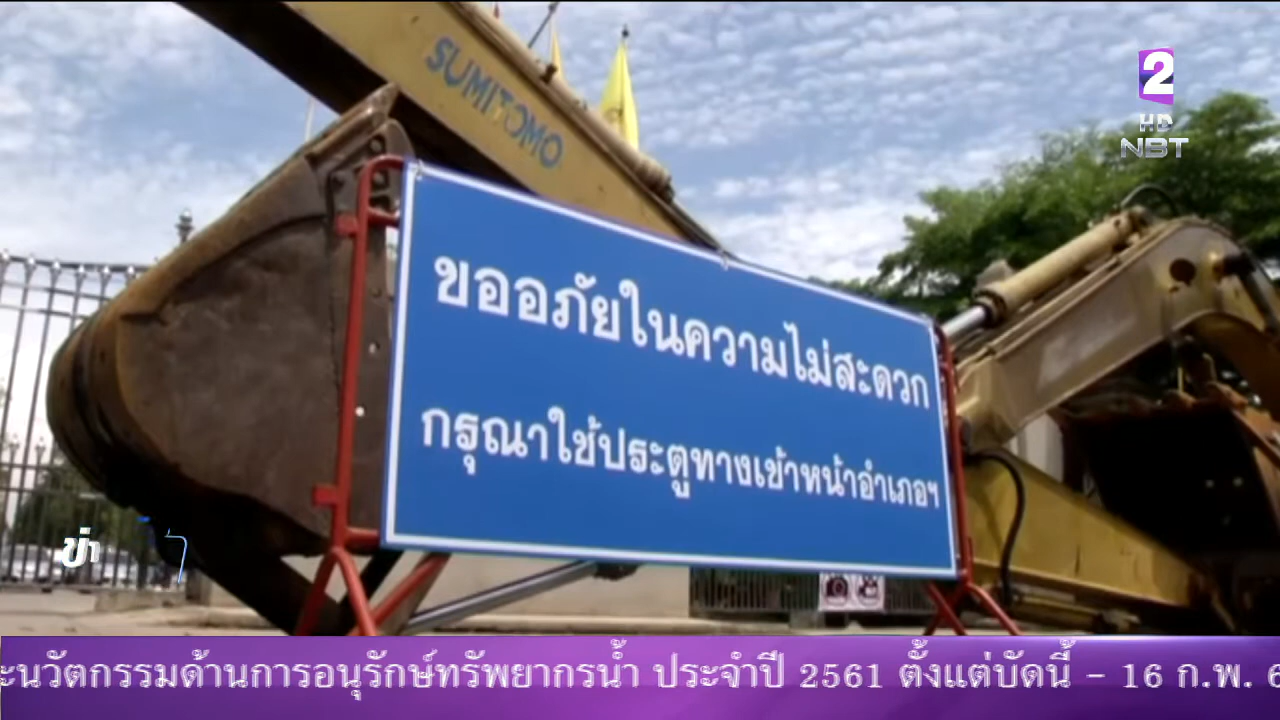 SUMITOMO
2
HD
NBT
ขออภัยในความไม่สะดวก
กรุณาใช้ประตูทางเข้าหน้าอำเภอฯ
ข่า
ะนวัตกรรมด้านการอนุรักษ์ทรัพยากรน้ำ ประจำปี 2561 ตั้งแต่บัดนี้ - 16 ก.พ. 6